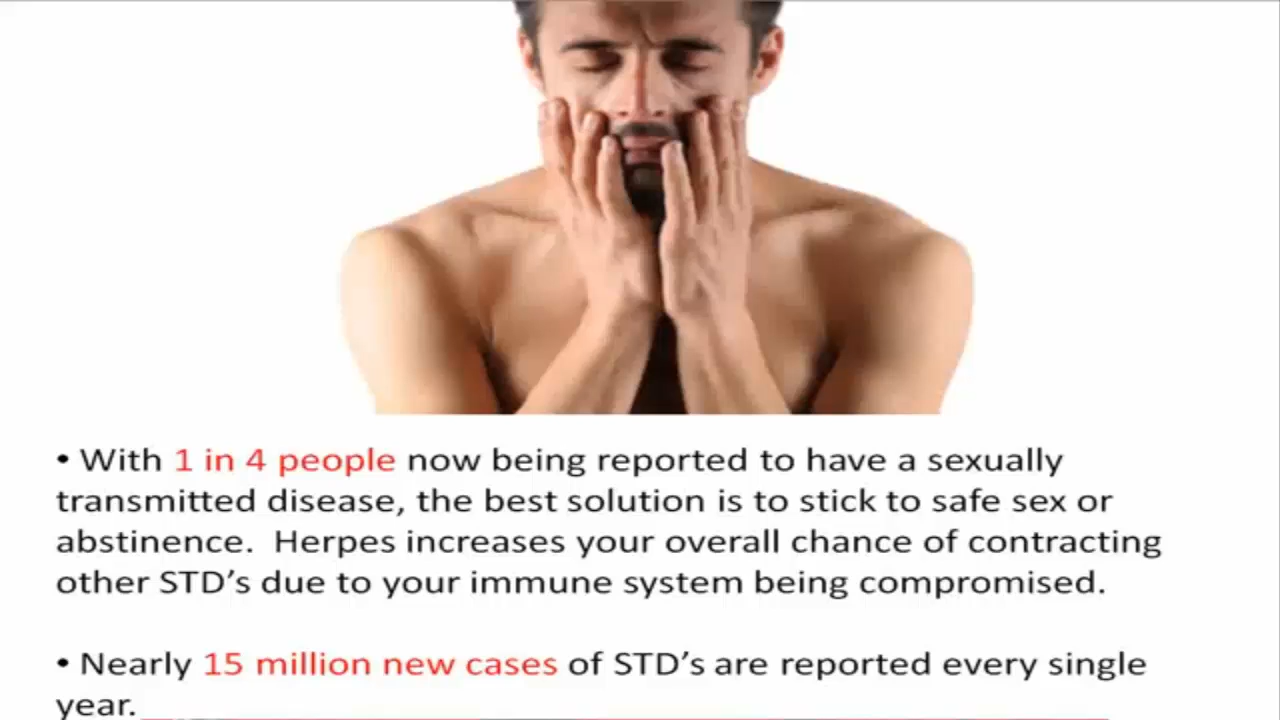 • With 1 in 4 people now being reported to have a sexually
transmitted disease, the best solution is to stick to safe sex or
abstinence.  Herpes increases your overall chance of contracting
other STD’s due to your immune system being compromised.
• Nearly 15 million new cases of STD’s are reported every single
year.